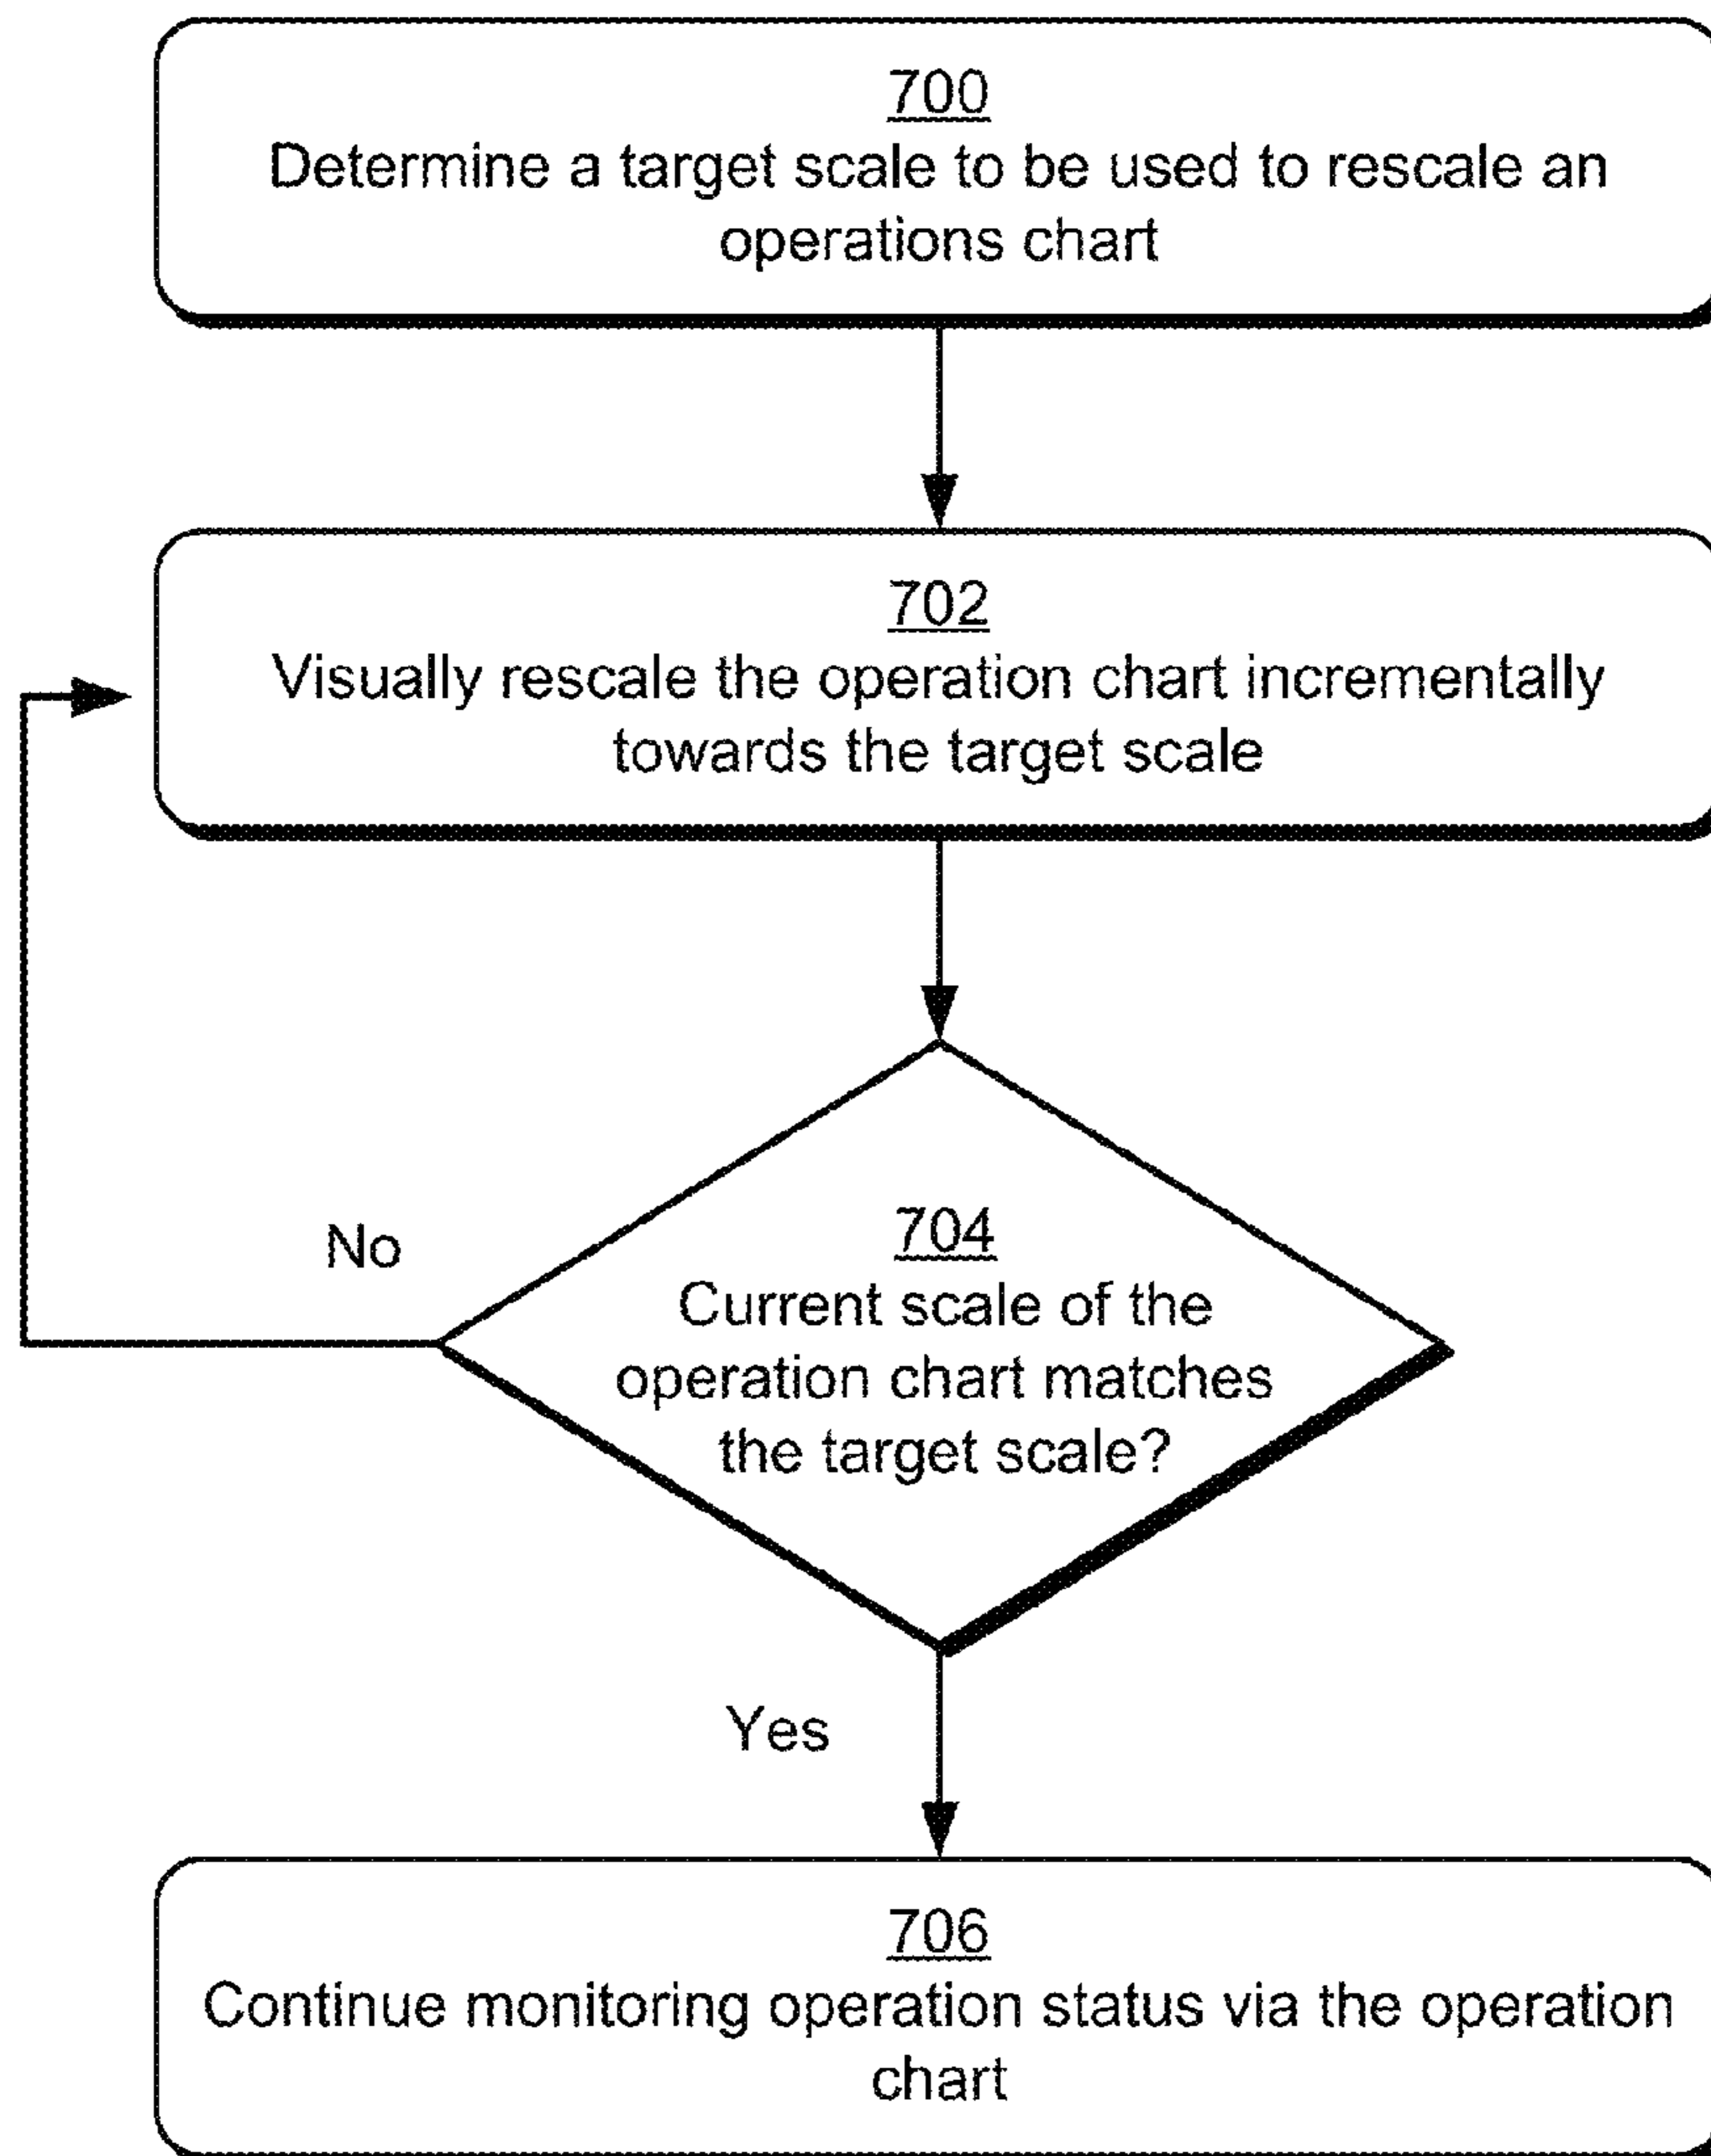 700
Determine a target scale to be used to rescale an
operations chart
702
Visually rescale the operation chart incrementally
towards the target scale
No
704
Current scale of the
operation chart matches
the target scale?
Yes
706
Continue monitoring operation status via the operation
chart